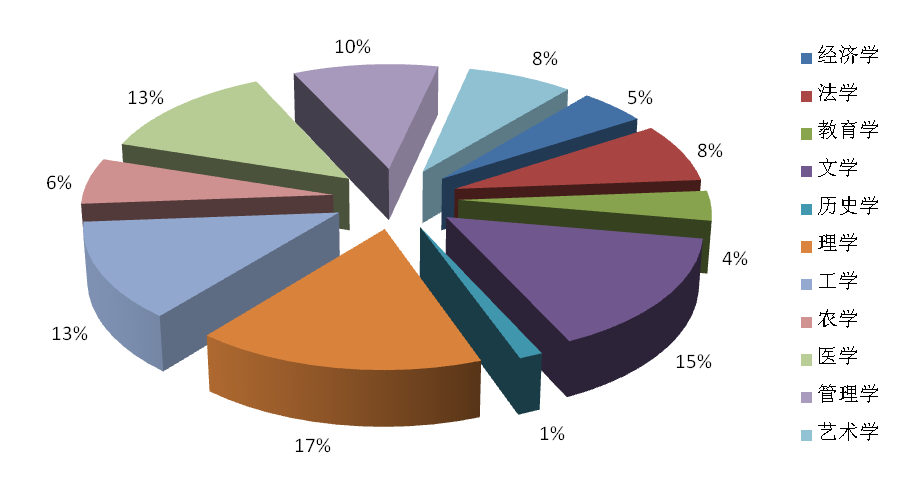 10%
8%
5%
8%
4%
15%
1%
17%
13%
6%
13%
经济学
法学
教育学
文学
历史学
理学
工学
农学
医学
管理学
艺术学